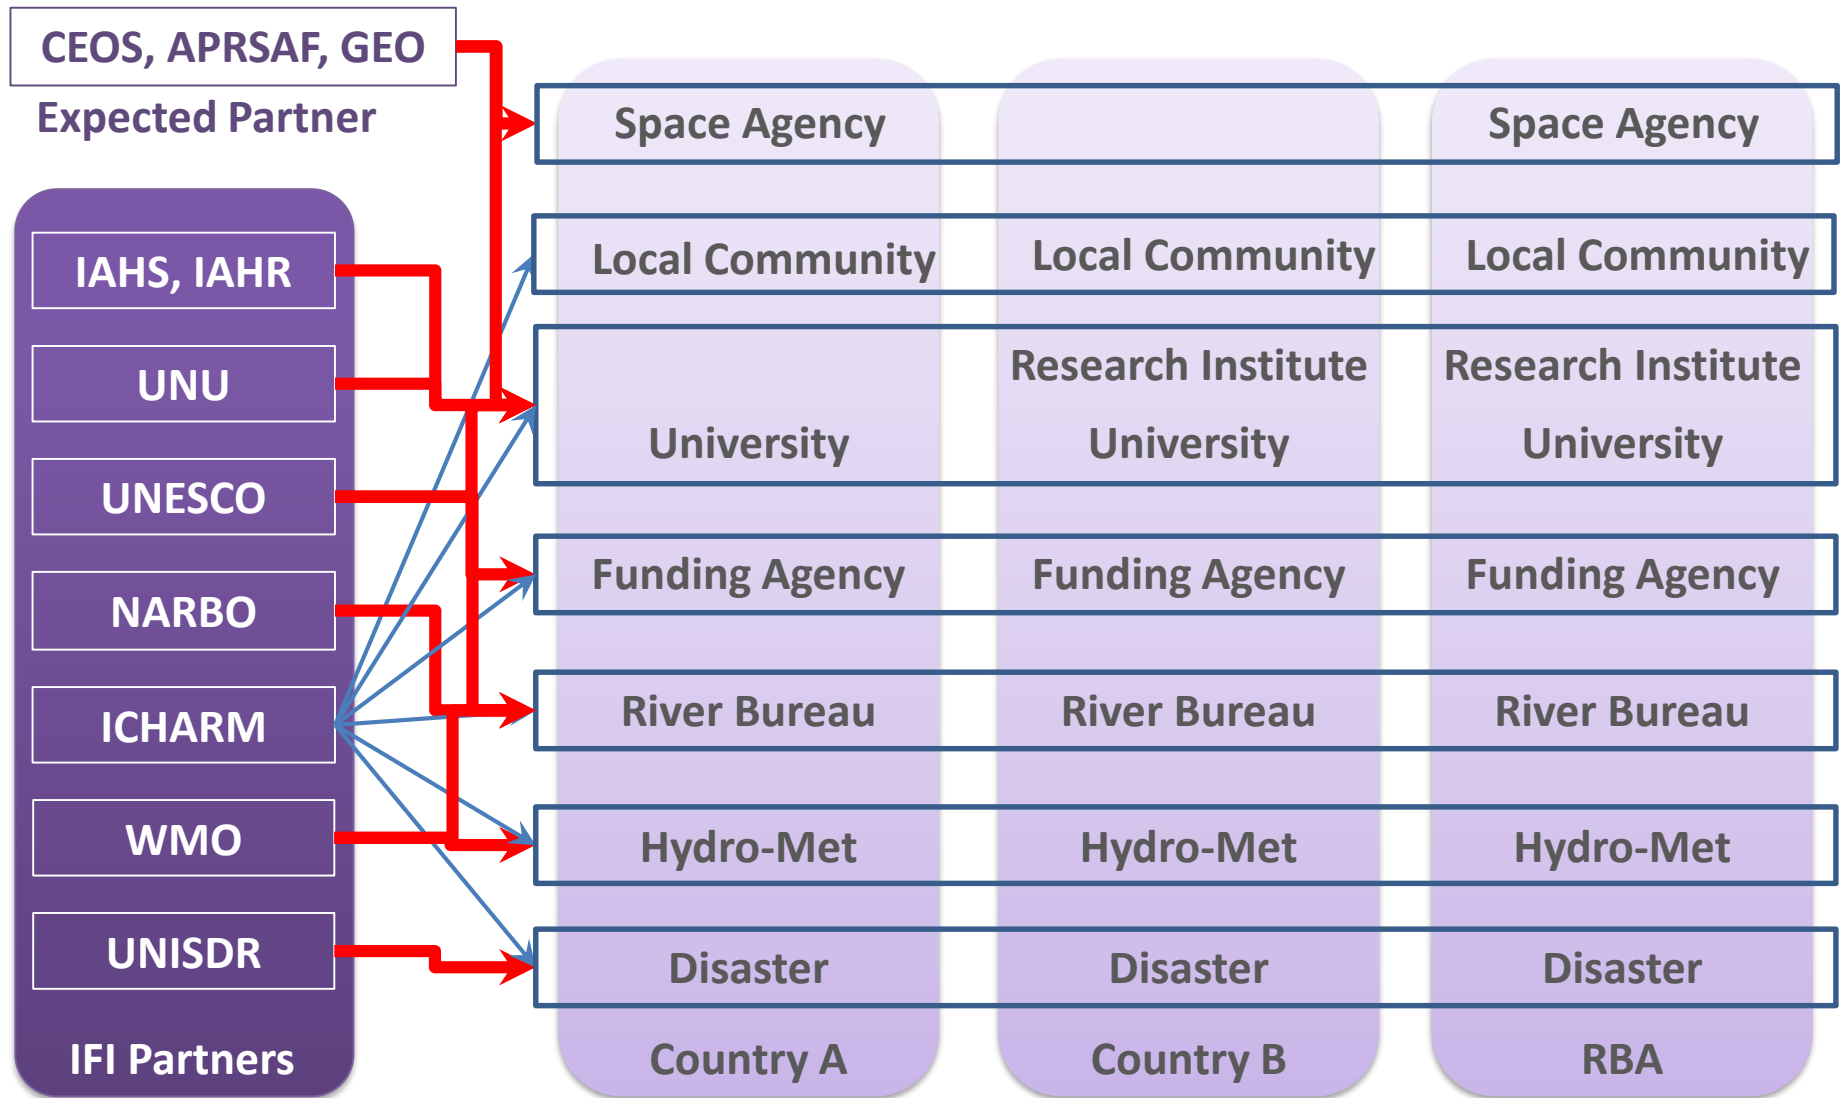 CEOS, APRSAF, GEO
Expected Partner
IAHS, IAHR
UNU
UNESCO
NARBO
ICHARM
WMO
UNISDR
IFI Partners
Space Agency
Space Agency
Local Community
Local Community
Local Community
Research Institute
Research Institute
University
University
University
Funding Agency
Funding Agency
Funding Agency
River Bureau
River Bureau
River Bureau
Hydro-Met
Hydro-Met
Hydro-Met
Disaster
Disaster
Disaster
Country A
Country B
RBA